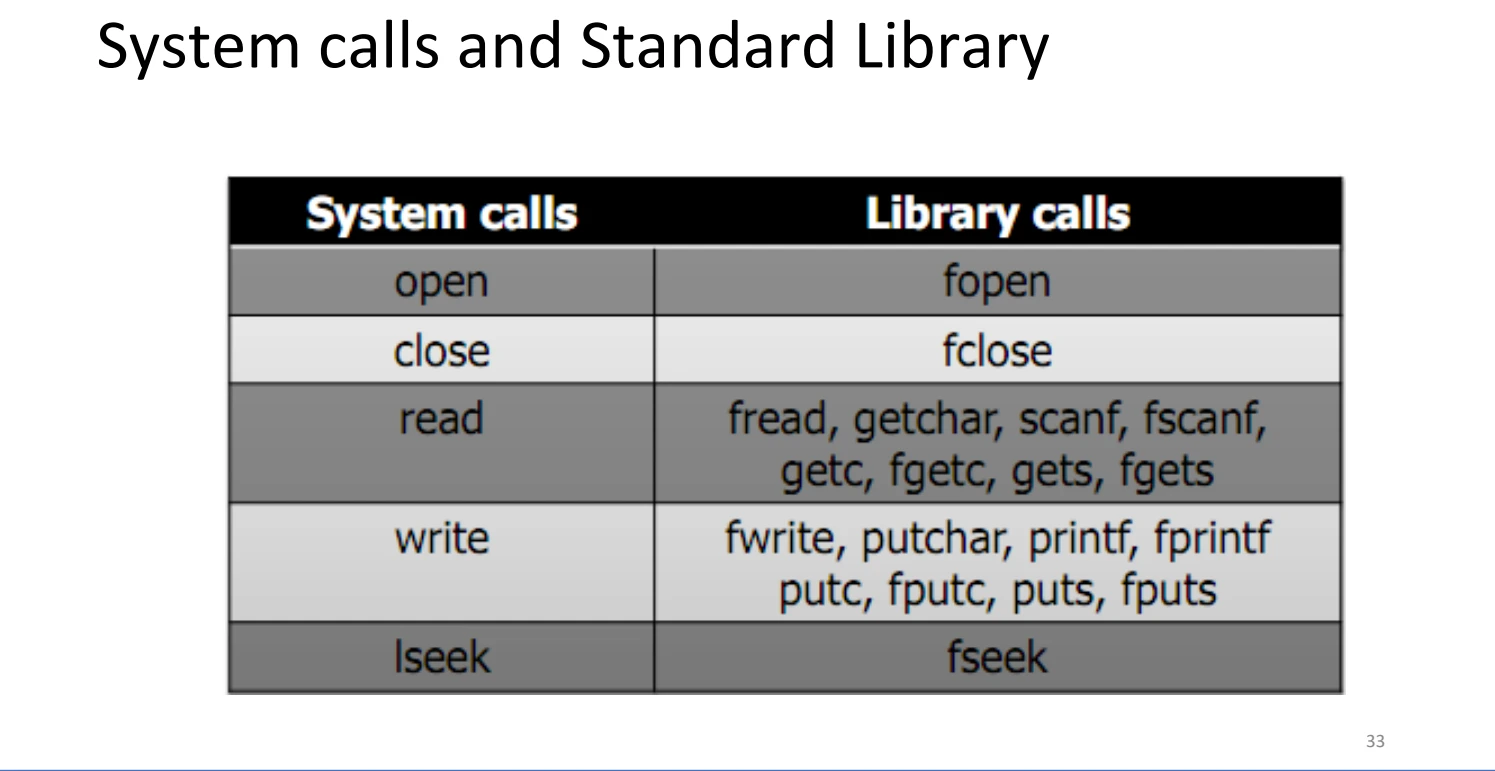 System calls and Standard Library
System calls Library calls
open fopen
close fclose
read fread, getchar, scanf, fscanf,
getc, fgetc, gets, fgets
write fwrite, putchar, printf, fprintf
putc, fputc, puts, fputs
lseek fseek
33